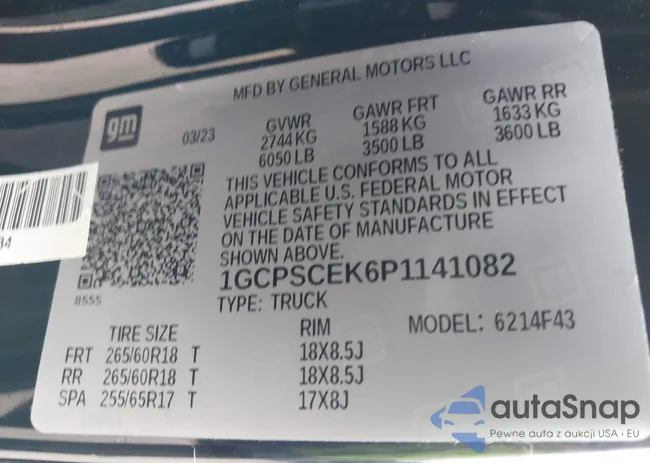 MFD BY GENERAL MOTORS LLC
gm
03/23
GVWR
2744 KG
6050 LB
GAWR FRT
1588 KG
3500 LB
GAWR RR
1633 KG
3600 LB
THIS VEHICLE CONFORMS TO ALL
APPLICABLE U.S. FEDERAL MOTOR
VEHICLE SAFETY STANDARDS IN EFFECT
ON THE DATE OF MANUFACTURE
SHOWN ABOVE.
1GCPSCEK6P1141082
8555
TYPE: TRUCK
MODEL: 6214F43
TIRE SIZE RIM
FRT 265/60R18 T 18X8.5J
RR 265/60R18 T 18X8.5J
SPA 255/65R17 T 17X8J
autaSnap
Pewne auta z aukcji USA i EU